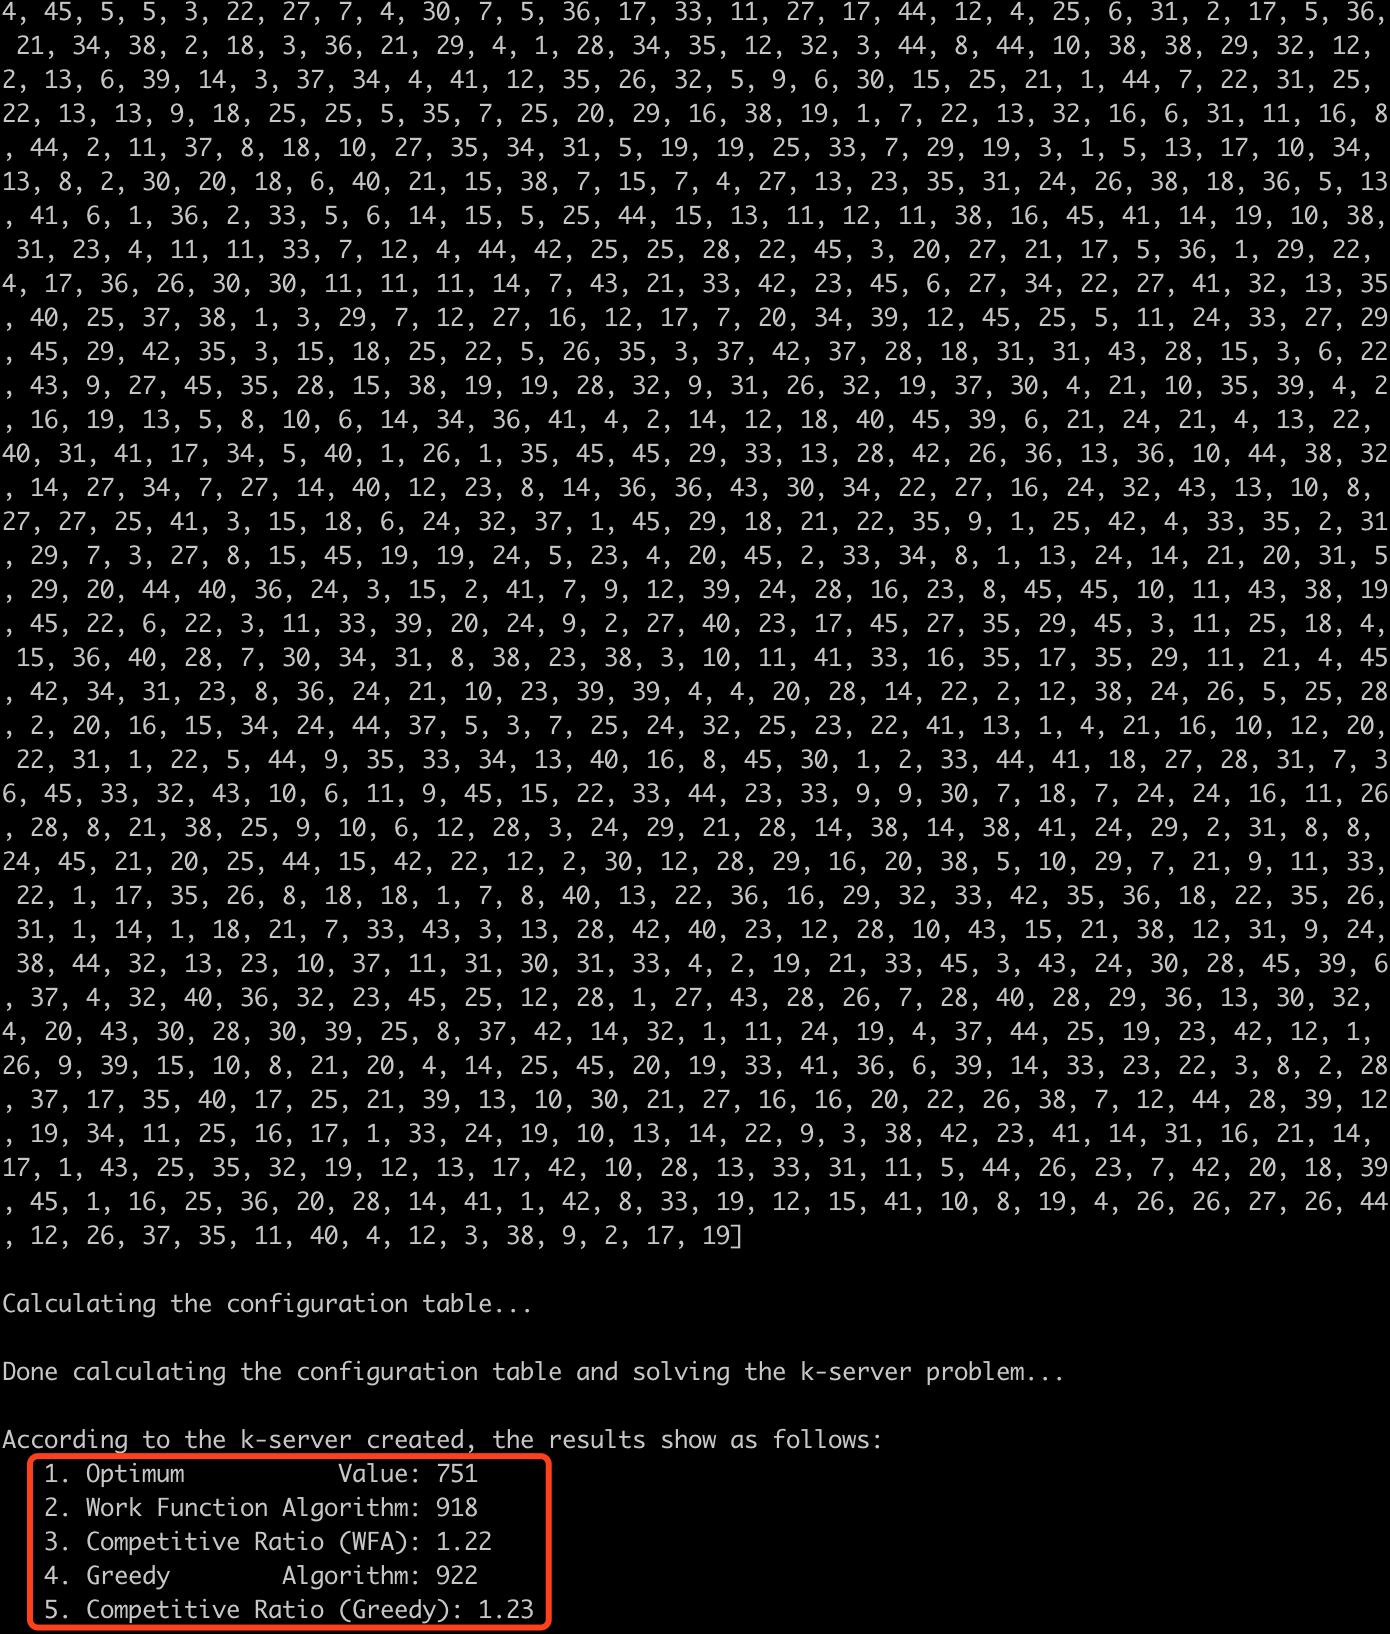 4, 45, 5, 5, 3, 22, 27, 7, 4, 30, 7, 5, 36, 17, 33, 11, 27, 17, 44, 12, 4, 25, 6, 31, 2, 17, 5, 36,
21, 34, 38, 2, 18, 3, 36, 21, 29, 4, 1, 28, 34, 35, 12, 32, 3, 44, 8, 44, 10, 38, 38, 29, 32, 12,
2, 13, 6, 39, 14, 3, 37, 34, 4, 41, 12, 35, 26, 32, 5, 9, 6, 30, 15, 25, 21, 1, 44, 7, 22, 31, 25,
22, 13, 13, 9, 18, 25, 25, 5, 35, 7, 25, 20, 29, 16, 38, 19, 1, 7, 22, 13, 32, 16, 6, 31, 11, 16, 8
, 44, 2, 11, 37, 8, 18, 10, 27, 35, 34, 31, 5, 19, 19, 25, 33, 7, 29, 19, 3, 1, 5, 13, 17, 10, 34,
13, 8, 2, 30, 20, 18, 6, 40, 21, 15, 38, 7, 15, 7, 4, 27, 13, 23, 35, 31, 24, 26, 38, 18, 36, 5, 13
, 41, 6, 1, 36, 2, 33, 5, 6, 14, 15, 5, 25, 44, 15, 13, 11, 12, 11, 38, 16, 45, 41, 14, 19, 10, 38,
31, 23, 4, 11, 11, 33, 7, 12, 4, 44, 42, 25, 25, 28, 22, 45, 3, 20, 27, 21, 17, 5, 36, 1, 29, 22,
4, 17, 36, 26, 30, 30, 11, 11, 11, 14, 7, 43, 21, 33, 42, 23, 45, 6, 27, 34, 22, 27, 41, 32, 13, 35
, 40, 25, 37, 38, 1, 3, 29, 7, 12, 27, 16, 12, 17, 7, 20, 34, 39, 12, 45, 25, 5, 11, 24, 33, 27, 29
, 45, 29, 42, 35, 3, 15, 18, 25, 22, 5, 26, 35, 3, 37, 42, 37, 28, 18, 31, 31, 43, 28, 15, 3, 6, 22
, 43, 9, 27, 45, 35, 28, 15, 38, 19, 19, 28, 32, 9, 31, 26, 32, 19, 37, 30, 4, 21, 10, 35, 39, 4, 2
, 16, 19, 13, 5, 8, 10, 6, 14, 34, 36, 41, 4, 2, 14, 12, 18, 40, 45, 39, 6, 21, 24, 21, 4, 13, 22,
40, 31, 41, 17, 34, 5, 40, 1, 26, 1, 35, 45, 45, 29, 33, 13, 28, 42, 26, 36, 13, 36, 10, 44, 38, 32
, 14, 27, 34, 7, 27, 14, 40, 12, 23, 8, 14, 36, 36, 43, 30, 34, 22, 27, 16, 24, 32, 43, 13, 10, 8,
27, 27, 25, 41, 3, 15, 18, 6, 24, 32, 37, 1, 45, 29, 18, 21, 22, 35, 9, 1, 25, 42, 4, 33, 35, 2, 31
, 29, 7, 3, 27, 8, 15, 45, 19, 19, 24, 5, 23, 4, 20, 45, 2, 33, 34, 8, 1, 13, 24, 14, 21, 20, 31, 5
, 29, 20, 44, 40, 36, 24, 3, 15, 2, 41, 7, 9, 12, 39, 24, 28, 16, 23, 8, 45, 45, 10, 11, 43, 38, 19
, 45, 22, 6, 22, 3, 11, 33, 39, 20, 24, 9, 2, 27, 40, 23, 17, 45, 27, 35, 29, 45, 3, 11, 25, 18, 4,
15, 36, 40, 28, 7, 30, 34, 31, 8, 38, 23, 38, 3, 10, 11, 41, 33, 16, 35, 17, 35, 29, 11, 21, 4, 45
, 42, 34, 31, 23, 8, 36, 24, 21, 10, 23, 39, 39, 4, 4, 20, 28, 14, 22, 2, 12, 38, 24, 26, 5, 25, 28
, 2, 20, 16, 15, 34, 24, 44, 37, 5, 3, 7, 25, 24, 32, 25, 23, 22, 41, 13, 1, 4, 21, 16, 10, 12, 20,
22, 31, 1, 22, 5, 44, 9, 35, 33, 34, 13, 40, 16, 8, 45, 30, 1, 2, 33, 44, 41, 18, 27, 28, 31, 7, 3
6, 45, 33, 32, 43, 10, 6, 11, 9, 45, 15, 22, 33, 44, 23, 33, 9, 9, 30, 7, 18, 7, 24, 24, 16, 11, 26
, 28, 8, 21, 38, 25, 9, 10, 6, 12, 28, 3, 24, 29, 21, 28, 14, 38, 14, 38, 41, 24, 29, 2, 31, 8, 8,
24, 45, 21, 20, 25, 44, 15, 42, 22, 12, 2, 30, 12, 28, 29, 16, 20, 38, 5, 10, 29, 7, 21, 9, 11, 33,
22, 1, 17, 35, 26, 8, 18, 18, 1, 7, 8, 40, 13, 22, 36, 16, 29, 32, 33, 42, 35, 36, 18, 22, 35, 26,
31, 1, 14, 1, 18, 21, 7, 33, 43, 3, 13, 28, 42, 40, 23, 12, 28, 10, 43, 15, 21, 38, 12, 31, 9, 24,
38, 44, 32, 13, 23, 10, 37, 11, 31, 30, 31, 33, 4, 2, 19, 21, 33, 45, 3, 43, 24, 30, 28, 45, 39, 6
, 37, 4, 32, 40, 36, 32, 23, 45, 25, 12, 28, 1, 27, 43, 28, 26, 7, 28, 40, 28, 29, 36, 13, 30, 32,
4, 20, 43, 30, 28, 30, 39, 25, 8, 37, 42, 14, 32, 1, 11, 24, 19, 4, 37, 44, 25, 19, 23, 42, 12, 1,
26, 9, 39, 15, 10, 8, 21, 20, 4, 14, 25, 45, 20, 19, 33, 41, 36, 6, 39, 14, 33, 23, 22, 3, 8, 2, 28
, 37, 17, 35, 40, 17, 25, 21, 39, 13, 10, 30, 21, 27, 16, 16, 20, 22, 26, 38, 7, 12, 44, 28, 39, 12
, 19, 34, 11, 25, 16, 17, 1, 33, 24, 19, 10, 13, 14, 22, 9, 3, 38, 42, 23, 41, 14, 31, 16, 21, 14,
17, 1, 43, 25, 35, 32, 19, 12, 13, 17, 42, 10, 28, 13, 33, 31, 11, 5, 44, 26, 23, 7, 42, 20, 18, 39
, 45, 1, 16, 25, 36, 20, 28, 14, 41, 1, 42, 8, 33, 19, 12, 15, 41, 10, 8, 19, 4, 26, 26, 27, 26, 44
, 12, 26, 37, 35, 11, 40, 4, 12, 3, 38, 9, 2, 17, 19]
Calculating the configuration table...
Done calculating the configuration table and solving the k-server problem...
According to the k-server created, the results show as follows:
1. Optimum Value: 751
2. Work Function Algorithm: 918
3. Competitive Ratio (WFA): 1.22
4. Greedy Algorithm: 922
5. Competitive Ratio (Greedy): 1.23